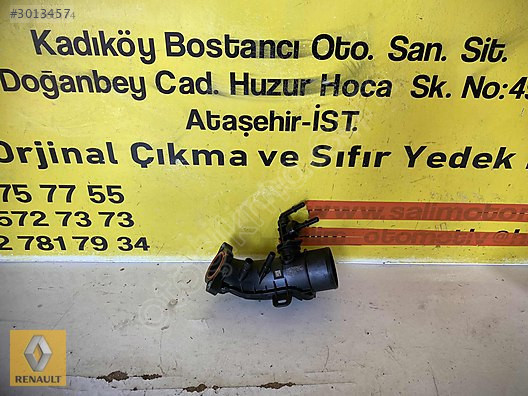 #3013457
Kadıköy Bostancı Oto. San. Sit.
Doğanbey Cad. Huzur Hoca Sk. No:4
Ataşehir-İST.
Orjinal Çıkma ve Sıfır Yedek
75 77 55
572 73 73
2 781 79 34
RENAULT